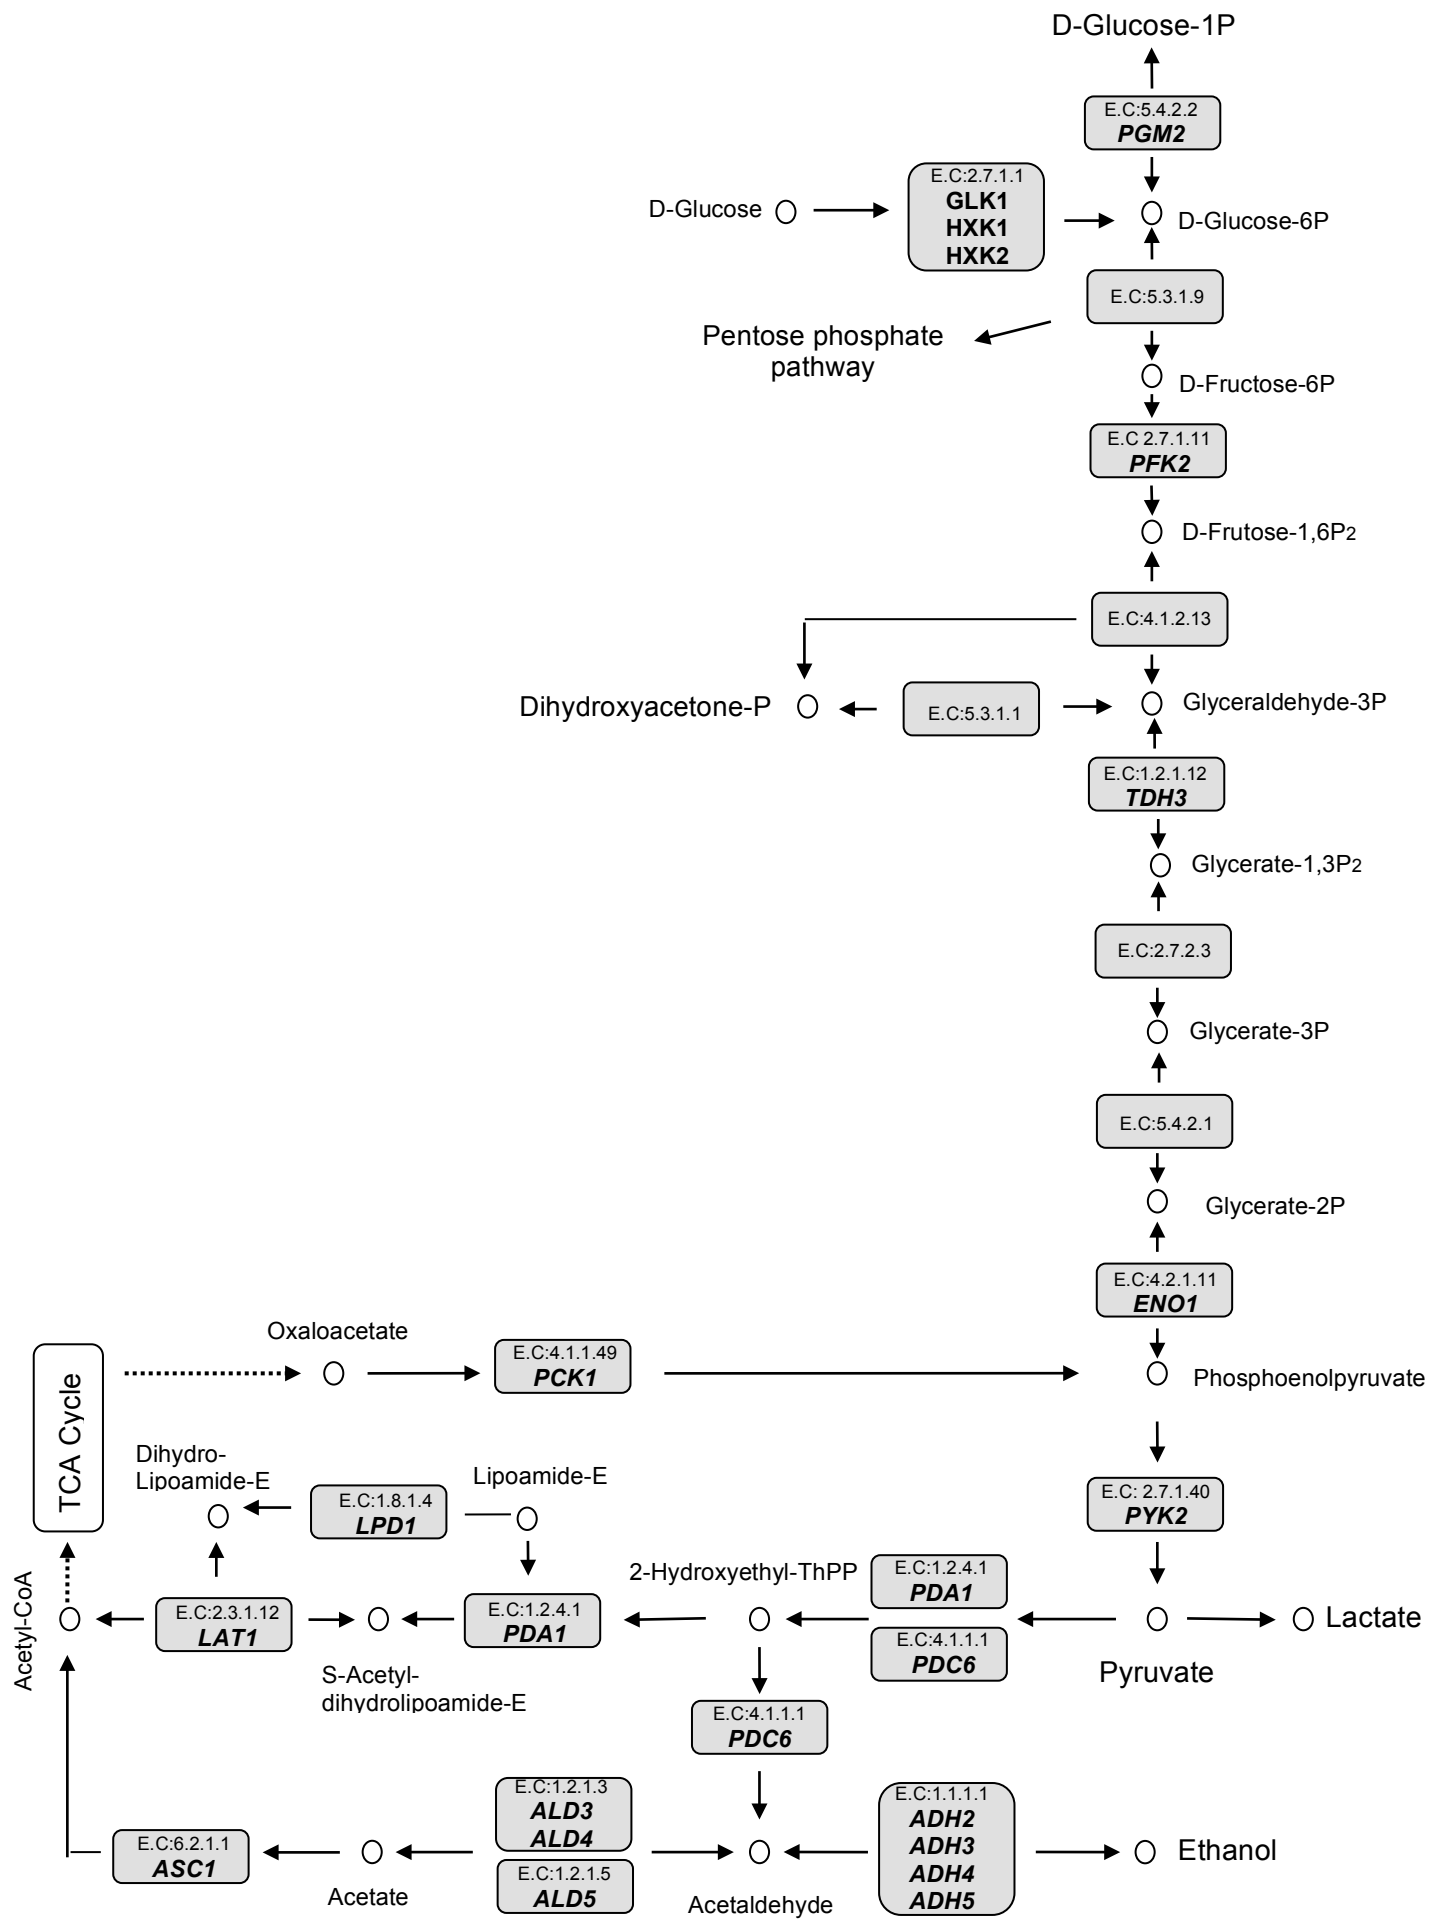 D-Glucose-1P
E.C:5.4.2.2
PGM2
E.C:2.7.1.1
GLK1
HXK1
HXK2
D-Glucose
D-Glucose-6P
E.C:5.3.1.9
Pentose phosphate
pathway
D-Fructose-6P
E.C 2.7.1.11
PFK2
D-Frutose-1,6P2
E.C:4.1.2.13
Dihydroxyacetone-P
E.C:5.3.1.1
Glyceraldehyde-3P
E.C:1.2.1.12
TDH3
Glycerate-1,3P2
E.C:2.7.2.3
Glycerate-3P
E.C:5.4.2.1
Glycerate-2P
E.C:4.2.1.11
ENO1
Oxaloacetate
E.C:4.1.1.49
PCK1
Phosphoenolpyruvate
TCA Cycle
Dihydro-
Lipoamide-E
E.C:1.8.1.4
LPD1
Lipoamide-E
E.C: 2.7.1.40
PYK2
2-Hydroxyethyl-ThPP
E.C:1.2.4.1
PDA1
Acetyl-CoA
E.C:2.3.1.12
LAT1
E.C:1.2.4.1
PDA1
E.C:4.1.1.1
PDC6
Lactate
Pyruvate
S-Acetyl-
dihydrolipoamide-E
E.C:4.1.1.1
PDC6
E.C:1.2.1.3
ALD3
ALD4
E.C:1.1.1.1
ADH2
ADH3
ADH4
ADH5
E.C:6.2.1.1
ASC1
Ethanol
E.C:1.2.1.5
ALD5
Acetate
Acetaldehyde